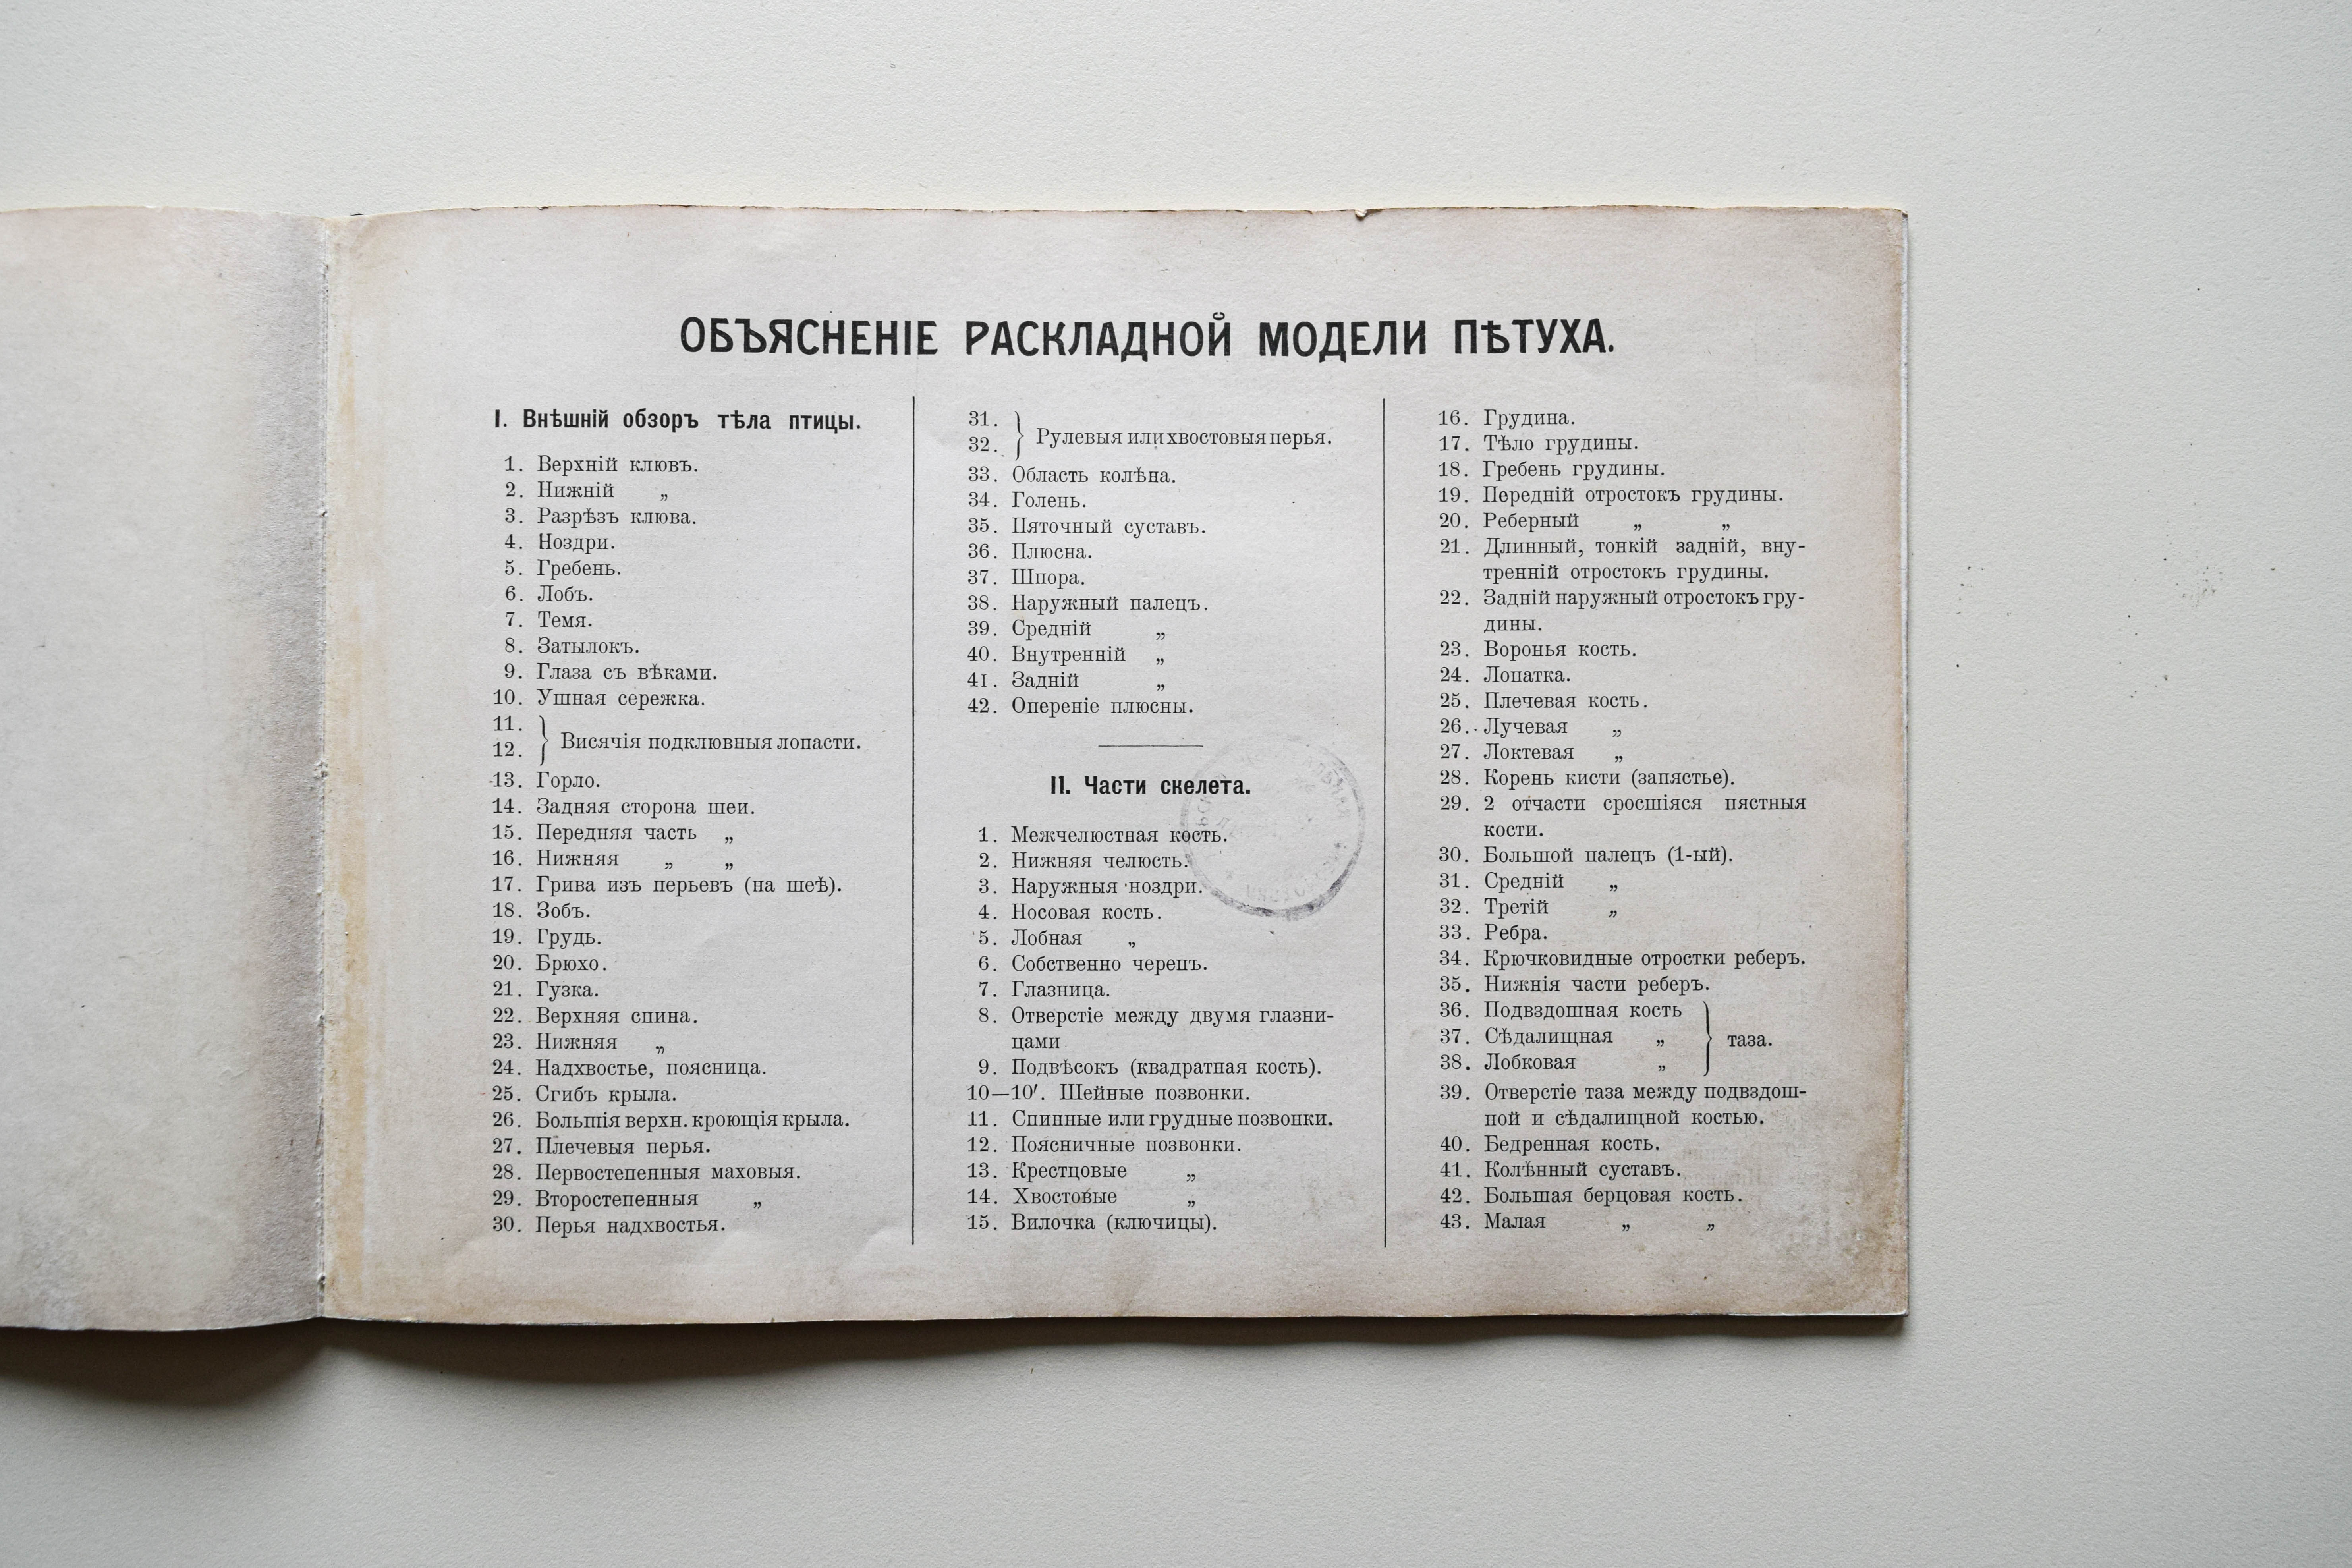 ОБЪЯСНЕНІЕ РАСКЛАДНОЙ МОДЕЛИ ПѢТУХА.
I. Внѣшній обзоръ тѣла птицы.
1. Верхній клювъ.
2. Нижній „
3. Разрѣзъ клюва.
4. Ноздри.
5. Гребень.
6. Лобъ.
7. Темя.
8. Затылокъ.
9. Глаза съ вѣками.
10. Ушная сережка.
11.
12. } Висячія подклювныя лопасти.
13. Горло.
14. Задняя сторона шеи.
15. Передняя часть „
16. Нижняя „ „
17. Грива изъ перьевъ (на шеѣ).
18. Зобъ.
19. Грудь.
20. Брюхо.
21. Гузка.
22. Верхняя спина.
23. Нижняя „
24. Надхвостье, поясница.
25. Сгибъ крыла.
26. Большія верхн. кроющія крыла.
27. Плечевыя перья.
28. Первостепенныя маховыя.
29. Второстепенныя „
30. Перья надхвостья.
31.
32. } Рулевыя или хвостовыя перья.
33. Область колѣна.
34. Голень.
35. Пяточный суставъ.
36. Плюсна.
37. Шпора.
38. Наружный палецъ.
39. Средній „
40. Внутренній „
41. Задній „
42. Опереніе плюсны.
II. Части скелета.
1. Межчелюстная кость.
2. Нижняя челюсть.
3. Наружныя ноздри.
4. Носовая кость.
5. Лобная „
6. Собственно черепъ.
7. Глазница.
8. Отверстіе между двумя глазни-
цами
9. Подвѣсокъ (квадратная кость).
10—10′. Шейные позвонки.
11. Спинные или грудные позвонки.
12. Поясничные позвонки.
13. Крестцовые „
14. Хвостовые „
15. Вилочка (ключицы).
16. Грудина.
17. Тѣло грудины.
18. Гребень грудины.
19. Передній отростокъ грудины.
20. Реберный „ „
21. Длинный, тонкій задній, вну-
тренній отростокъ грудины.
22. Задній наружный отростокъ гру-
дины.
23. Воронья кость.
24. Лопатка.
25. Плечевая кость.
26. Лучевая „
27. Локтевая „
28. Корень кисти (запястье).
29. 2 отчасти сросшіяся пястныя
кости.
30. Большой палецъ (1-ый).
31. Средній „
32. Третій „
33. Ребра.
34. Крючковидные отростки реберъ.
35. Нижнія части реберъ.
36. Подвздошная кость
37. Сѣдалищная „ } таза.
38. Лобковая „
39. Отверстіе таза между подвздош-
ной и сѣдалищной костью.
40. Бедренная кость.
41. Колѣнный суставъ.
42. Большая берцовая кость.
43. Малая „ „